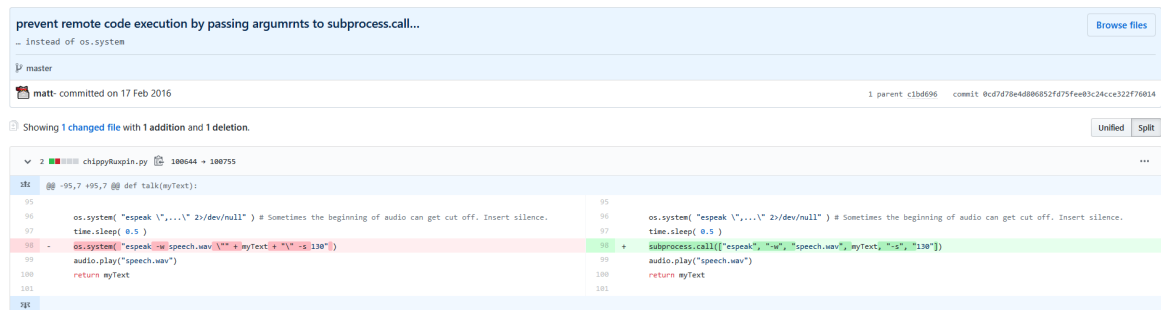 prevent remote code execution by passing argumrnts to subprocess.call...
Browse files
… instead of os.system
master
matt- committed on 17 Feb 2016
1 parent c1bd696 commit 0cd7d78e4d806852fd75fee03c24cce322f76014
Showing 1 changed file with 1 addition and 1 deletion.
Unified Split
2 chippyRuxpin.py 100644 → 100755
@@ -95,7 +95,7 @@ def talk(myText):
95
96 os.system( "espeak \",...\" 2>/dev/null" ) # Sometimes the beginning of audio can get cut off. Insert silence.
97 time.sleep( 0.5 )
98 - os.system( "espeak -w speech.wav \"" + myText + "\" -s 130" )
99 audio.play("speech.wav")
100 return myText
101
95
96 os.system( "espeak \",...\" 2>/dev/null" ) # Sometimes the beginning of audio can get cut off. Insert silence.
97 time.sleep( 0.5 )
98 + subprocess.call(["espeak", "-w", "speech.wav", myText, "-s", "130"])
99 audio.play("speech.wav")
100 return myText
101